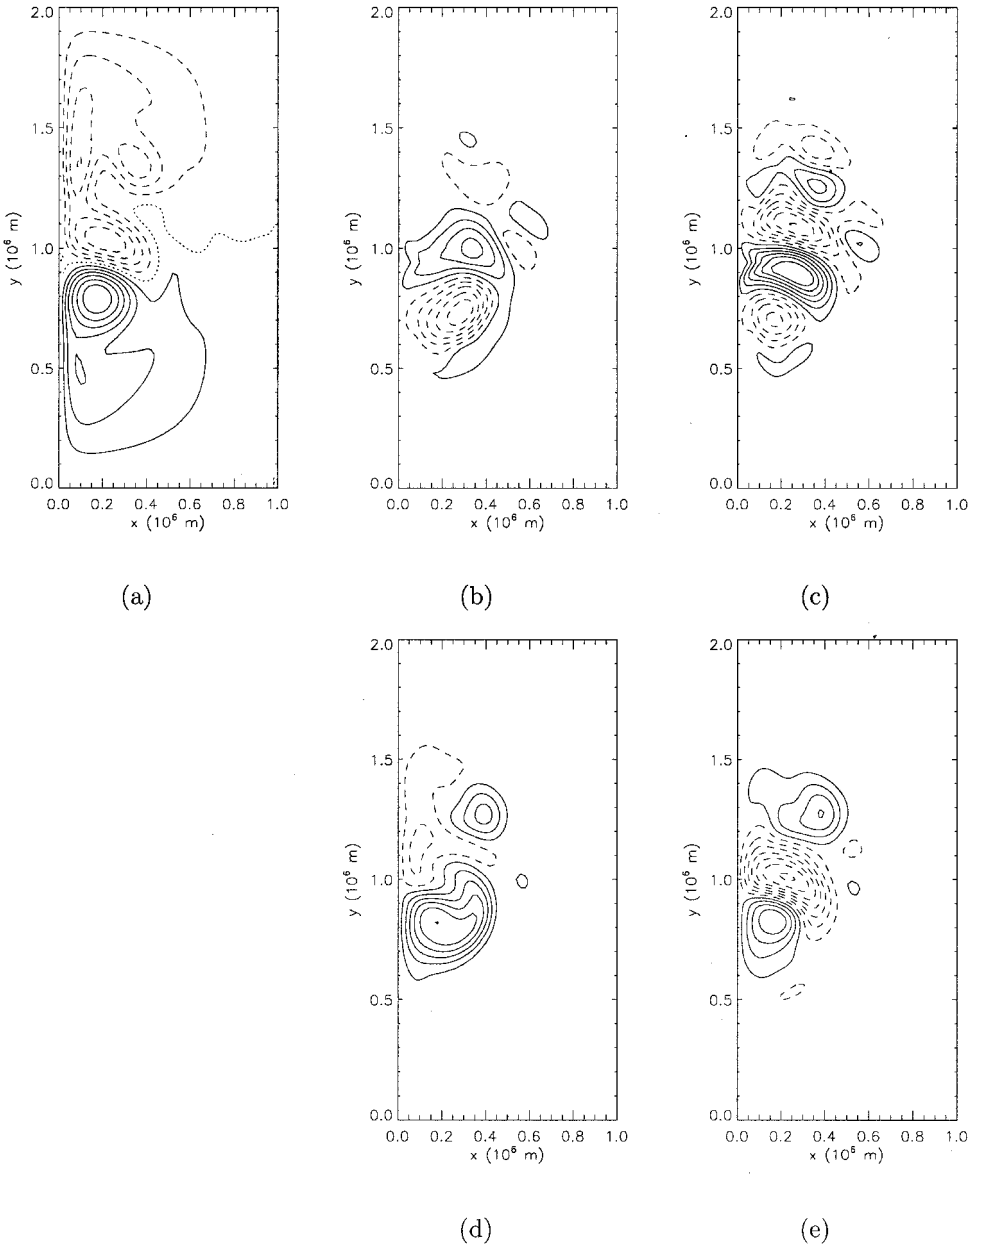 2.0 2.0 2.0
1.5 1.5 1.5
y (10⁶ m) y (10⁶ m) y (10⁶ m)
1.0 1.0 1.0
0.5 0.5 0.5
0.0 0.0 0.0
0.0 0.2 0.4 0.6 0.8 1.0 0.0 0.2 0.4 0.6 0.8 1.0 0.0 0.2 0.4 0.6 0.8 1.0
x (10⁶ m) x (10⁶ m) x (10⁶ m)
(a) (b) (c)
2.0 2.0
1.5 1.5
y (10⁶ m) y (10⁶ m)
1.0 1.0
0.5 0.5
0.0 0.0
0.0 0.2 0.4 0.6 0.8 1.0 0.0 0.2 0.4 0.6 0.8 1.0
x (10⁶ m) x (10⁶ m)
(d) (e)